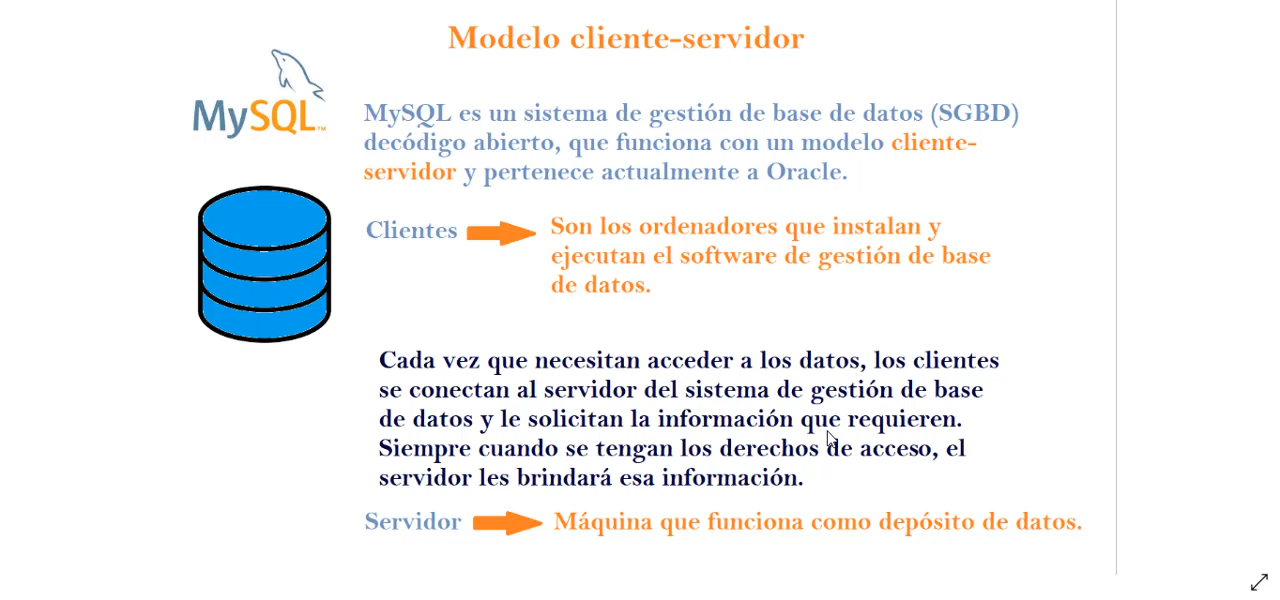 Modelo cliente-servidor
MySQL™
MySQL es un sistema de gestión de base de datos (SGBD)
decódigo abierto, que funciona con un modelo cliente-
servidor y pertenece actualmente a Oracle.
Clientes
Son los ordenadores que instalan y
ejecutan el software de gestión de base
de datos.
Cada vez que necesitan acceder a los datos, los clientes
se conectan al servidor del sistema de gestión de base
de datos y le solicitan la información que requieren.
Siempre cuando se tengan los derechos de acceso, el
servidor les brindará esa información.
Servidor
Máquina que funciona como depósito de datos.